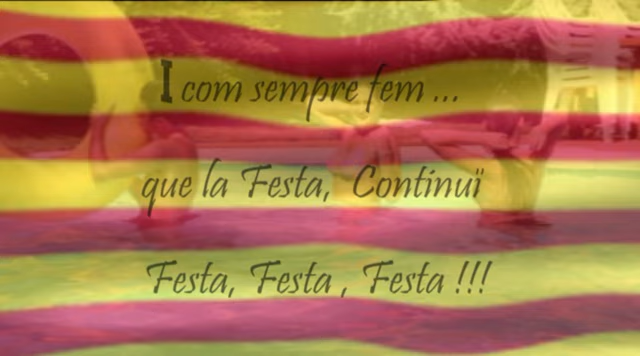 I com sempre fem ...
que la Festa, Continuï
Festa, Festa , Festa !!!